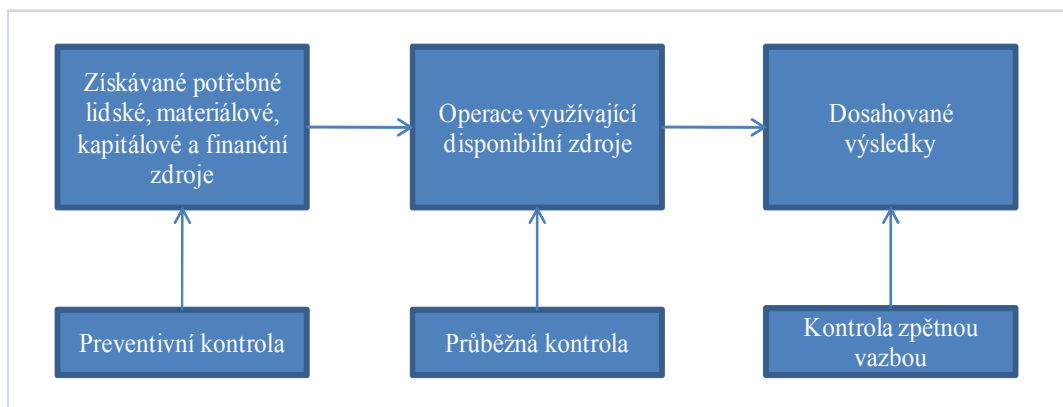 Získávané potřebné
lidské, materiálové,
kapitálové a finanční
zdroje
Operace využívající
disponibilní zdroje
Dosahované
výsledky
Preventivní kontrola
Průběžná kontrola
Kontrola zpětnou
vazbou